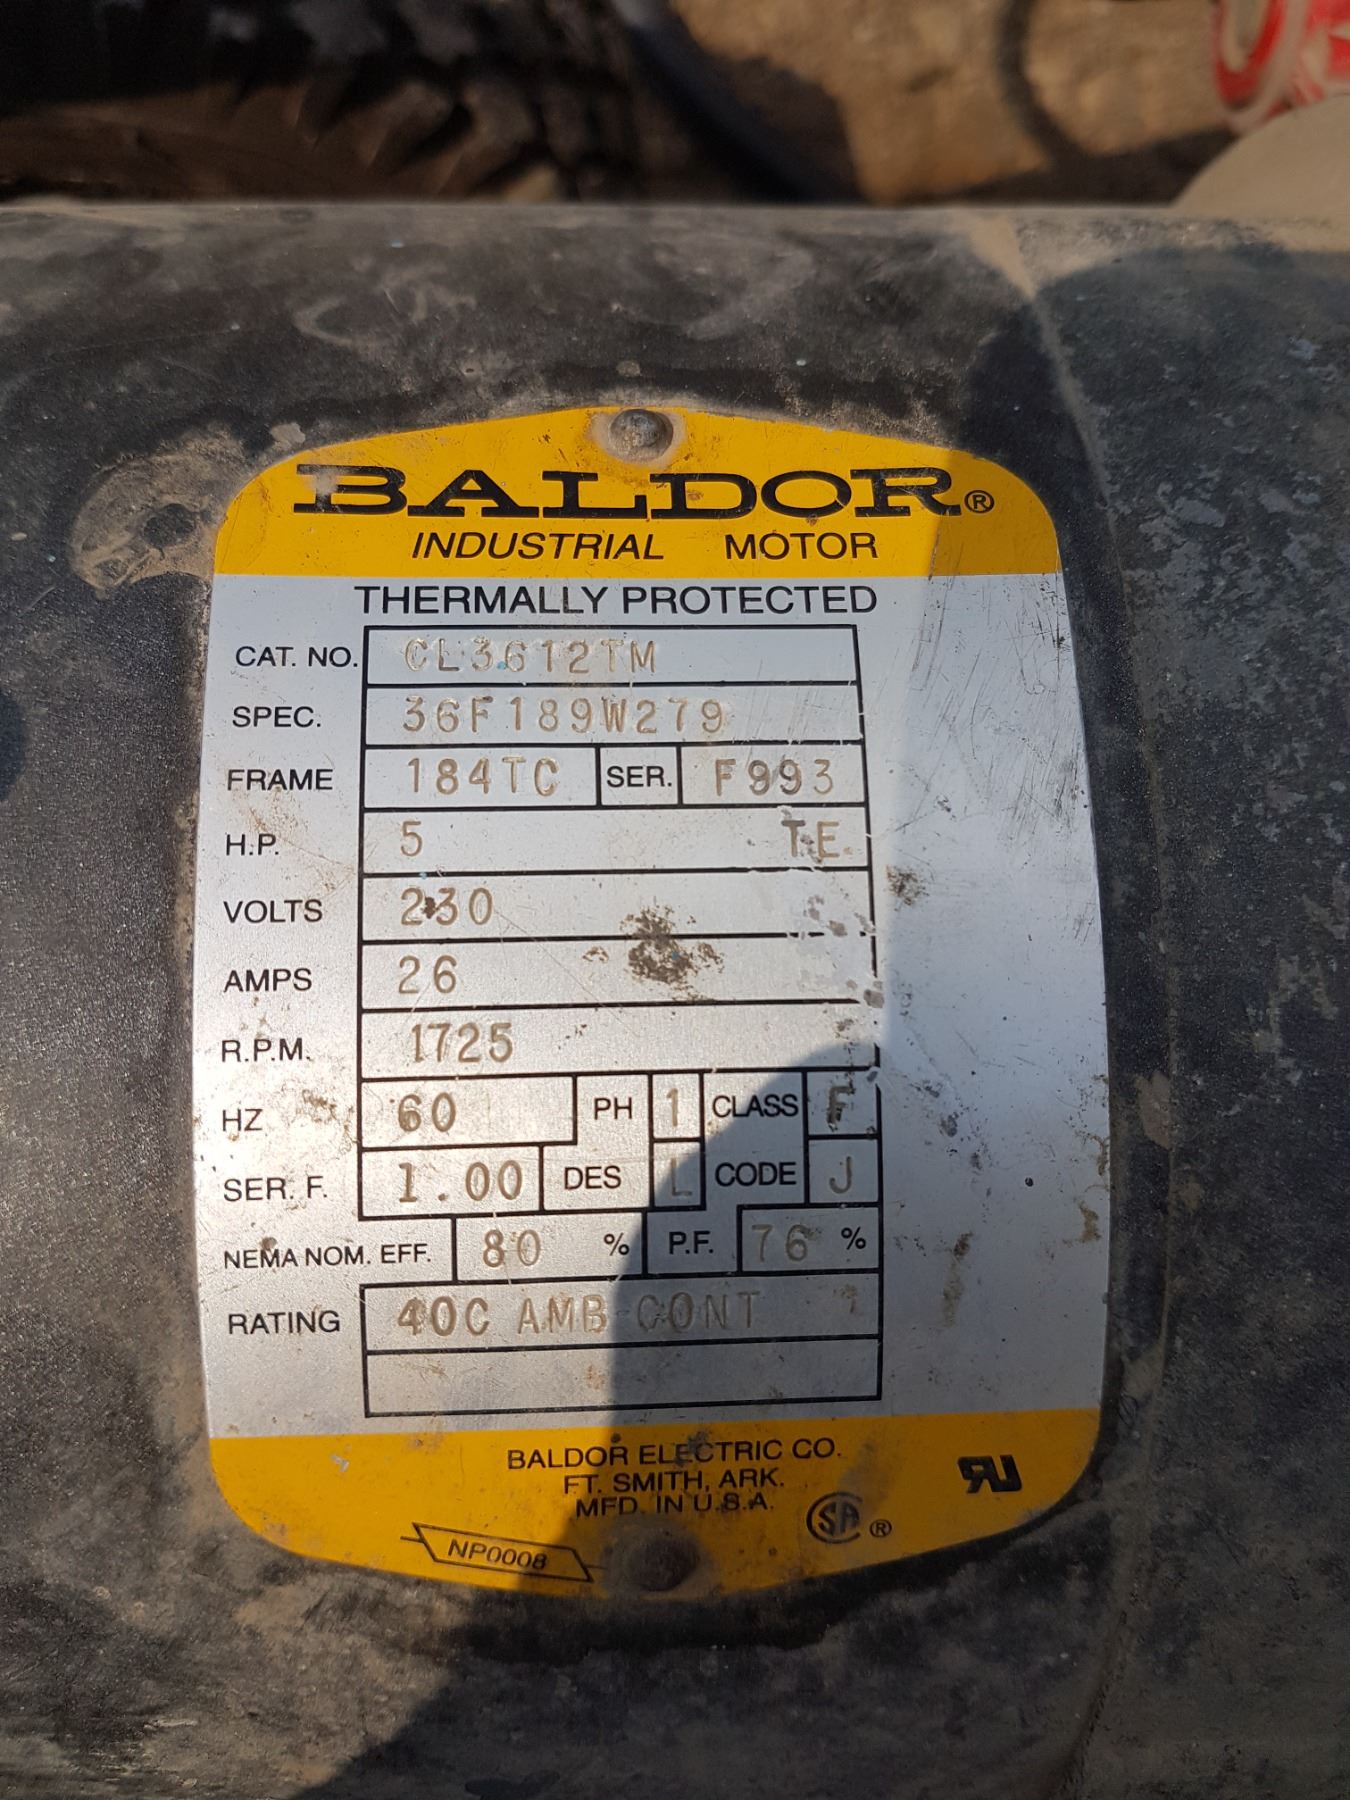 BALDOR®
INDUSTRIAL MOTOR
THERMALLY PROTECTED
CAT. NO. CL3612TM
SPEC. 36F189W279
FRAME 184TC SER. F993
H.P. 5 T.E.
VOLTS 230
AMPS 26
R.P.M. 1725
HZ 60 PH 1 CLASS F
SER. F. 1.00 DES L CODE J
NEMA NOM. EFF. 80 % P.F. 76 %
RATING 40C AMB-CONT
BALDOR ELECTRIC CO.
FT. SMITH, ARK.
MFD. IN U.S.A.
SA ®
NP0008